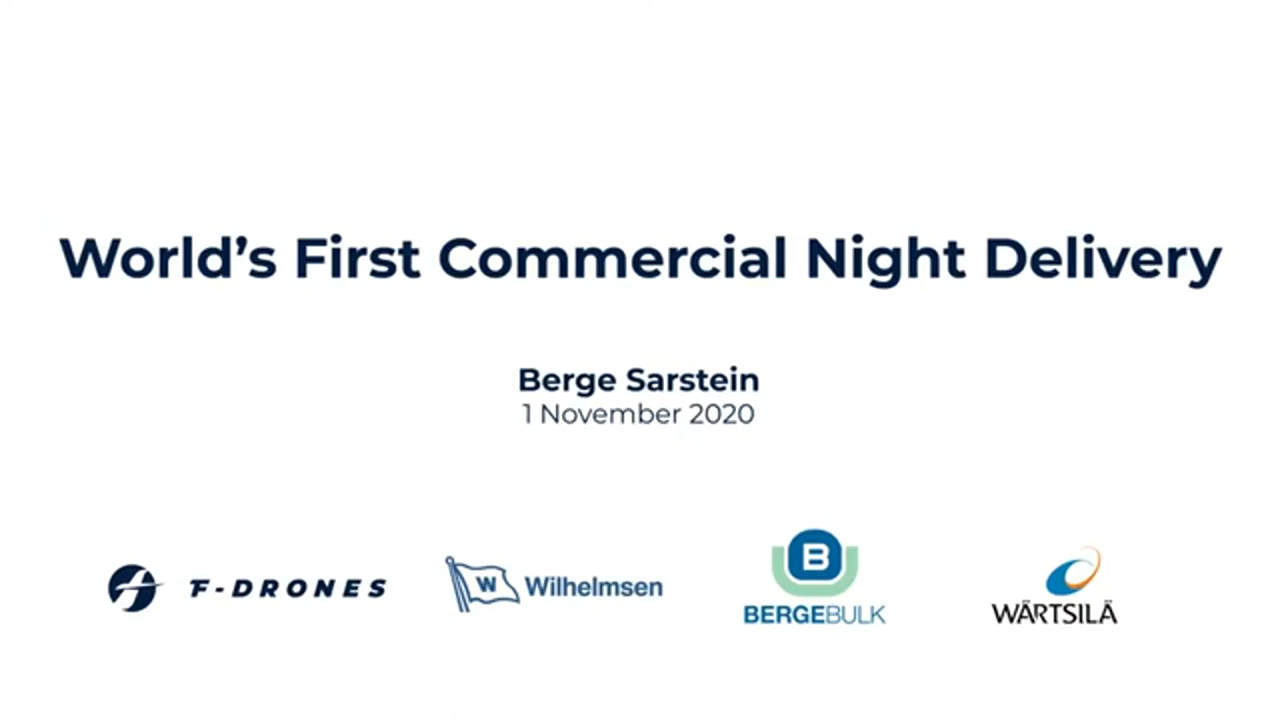 World's First Commercial Night Delivery
Berge Sarstein
1 November 2020
F-DRONES
W Wilhelmsen
B
BERGEBULK
WÄRTSILÄ